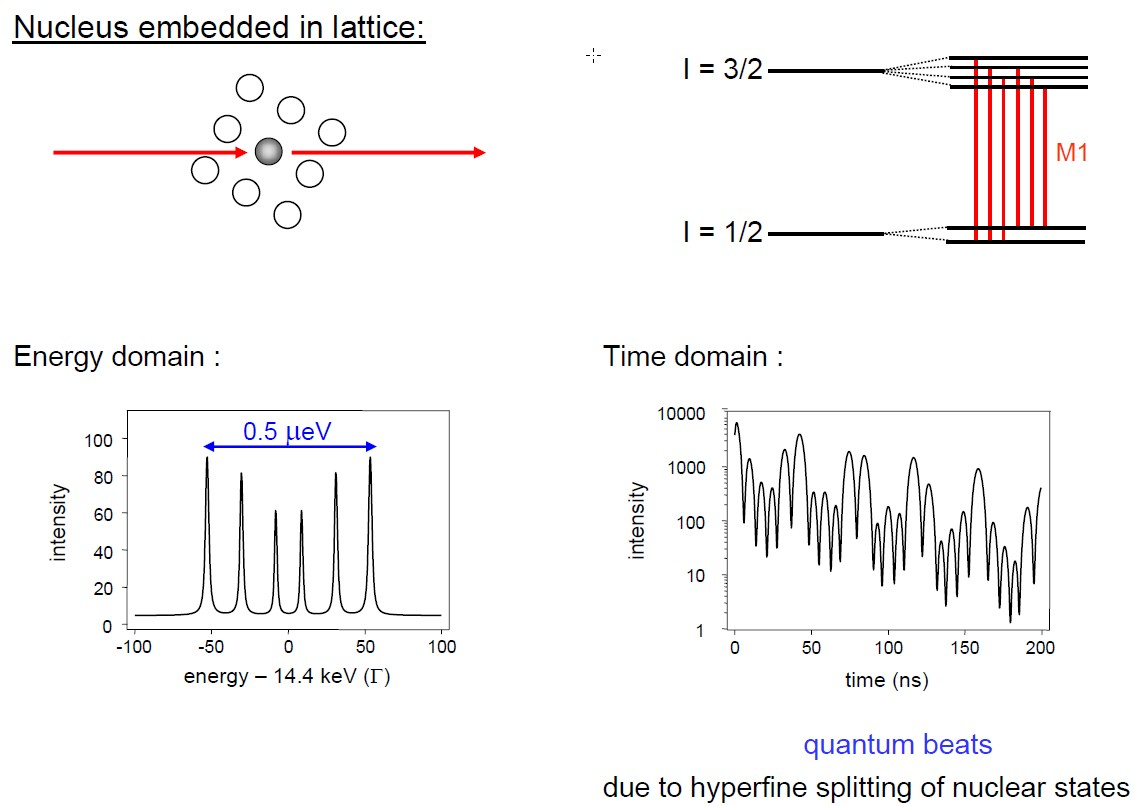 Nucleus embedded in lattice:
I = 3/2
M1
I = 1/2
Energy domain :
0.5 µeV
100
80
60
40
20
0
intensity
-100
-50
0
50
100
energy – 14.4 keV (Γ)
Time domain :
10000
1000
100
10
1
intensity
0
50
100
150
200
time (ns)
quantum beats
due to hyperfine splitting of nuclear states